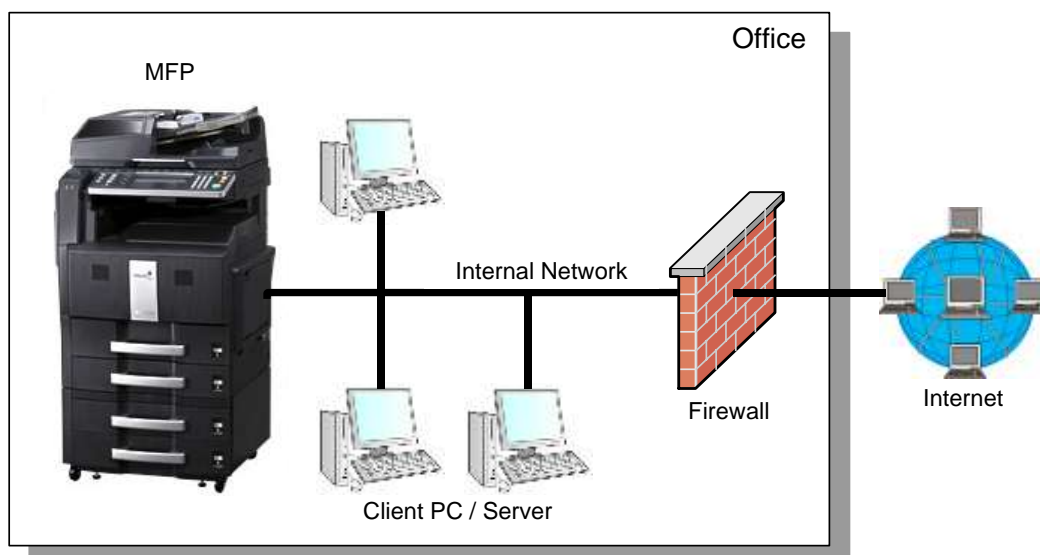 Office
MFP
Internal Network
Firewall
Internet
Client PC / Server